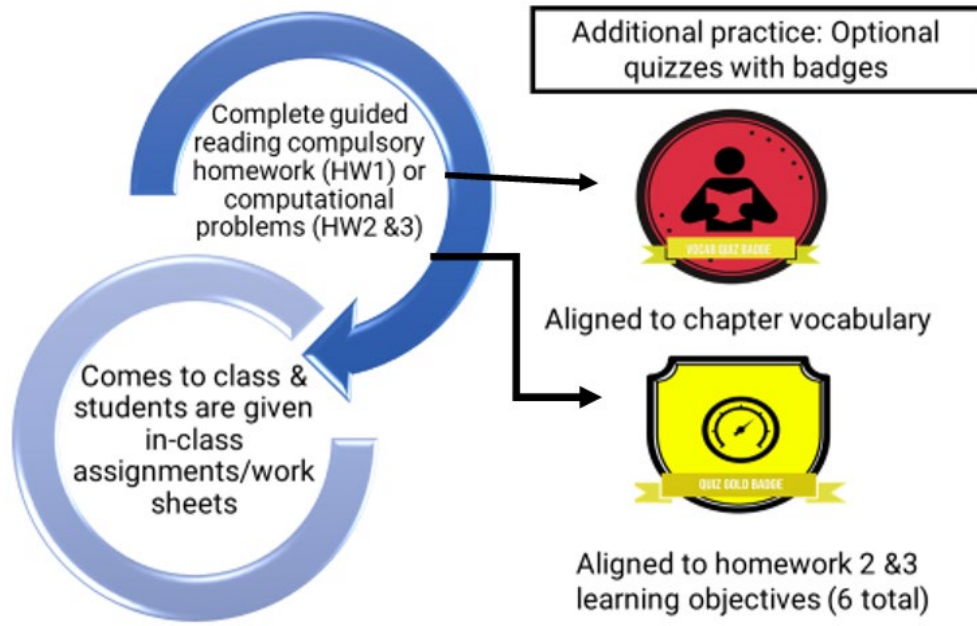 Complete guided
reading compulsory
homework (HW1) or
computational
problems (HW2 &3)
Comes to class &
students are given
in-class
assignments/work
sheets
Additional practice: Optional
quizzes with badges
VOCAB QUIZ BADGE
Aligned to chapter vocabulary
QUIZ GOLD BADGE
Aligned to homework 2 &3
learning objectives (6 total)